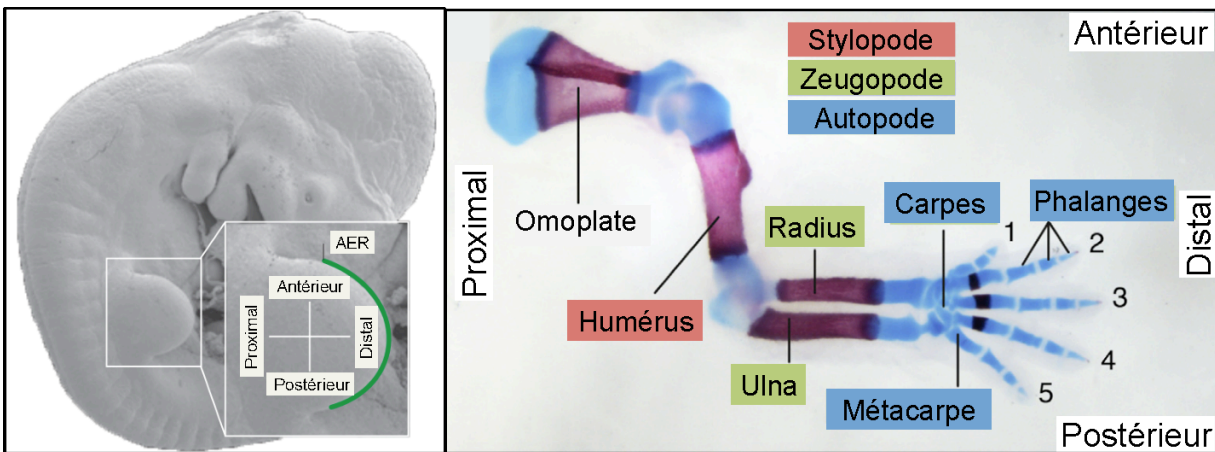 AER
Antérieur
Proximal
Distal
Postérieur
Antérieur
Stylopode
Zeugopode
Autopode
Proximal
Omoplate
Carpes
Phalanges
Distal
Radius
1
2
3
4
5
Humérus
Ulna
Métacarpe
Postérieur